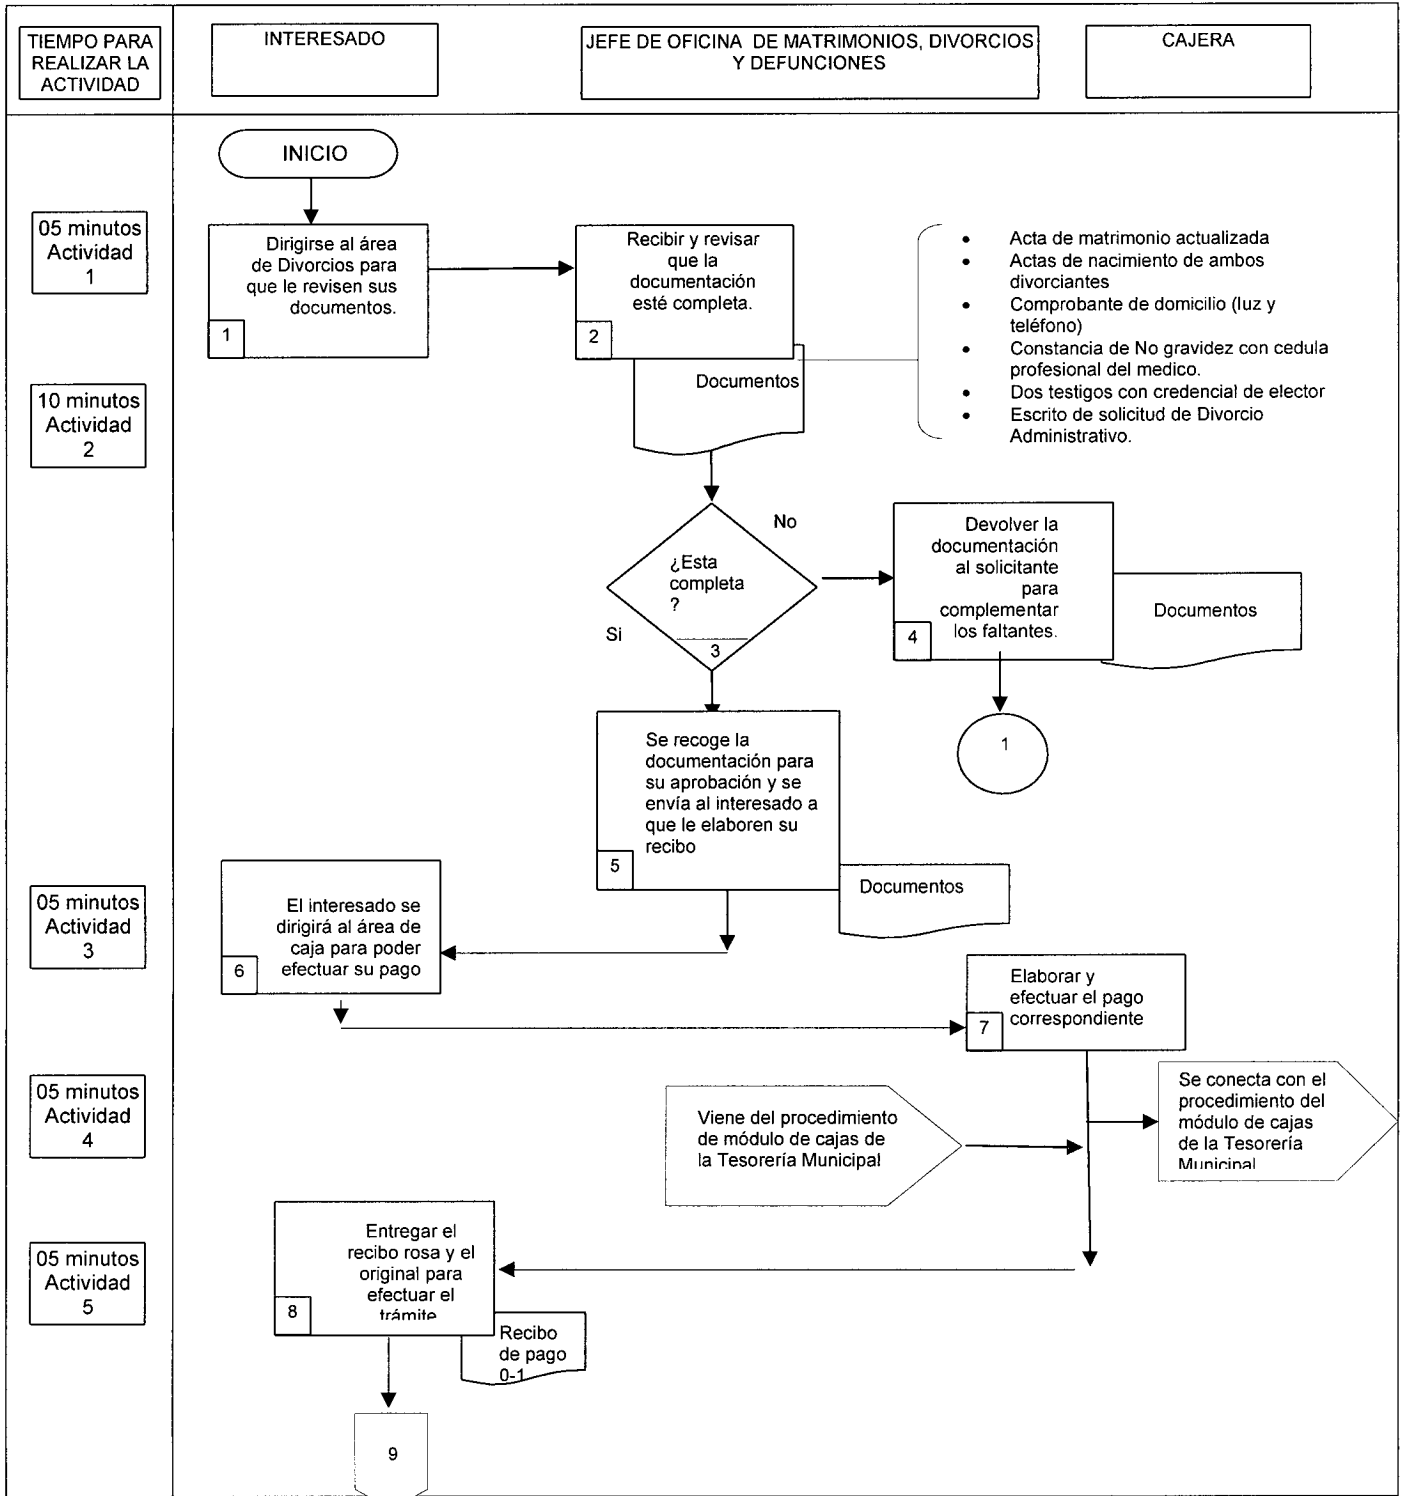 TIEMPO PARA
REALIZAR LA
ACTIVIDAD
INTERESADO
JEFE DE OFICINA DE MATRIMONIOS, DIVORCIOS
Y DEFUNCIONES
CAJERA
INICIO
05 minutos
Actividad
1
Dirigirse al área
de Divorcios para
que le revisen sus
documentos.
1
Recibir y revisar
que la
documentación
esté completa.
2
Documentos
• Acta de matrimonio actualizada
• Actas de nacimiento de ambos
divorciantes
• Comprobante de domicilio (luz y
teléfono)
• Constancia de No gravidez con cedula
profesional del medico.
• Dos testigos con credencial de elector
• Escrito de solicitud de Divorcio
Administrativo.
10 minutos
Actividad
2
¿Esta
completa
?
3
No
Si
Devolver la
documentación
al solicitante
para
complementar
los faltantes.
4
Documentos
1
Se recoge la
documentación para
su aprobación y se
envía al interesado a
que le elaboren su
recibo
5
Documentos
05 minutos
Actividad
3
El interesado se
dirigirá al área de
caja para poder
efectuar su pago
6
Elaborar y
efectuar el pago
correspondiente
7
05 minutos
Actividad
4
Viene del procedimiento
de módulo de cajas de
la Tesorería Municipal
Se conecta con el
procedimiento del
módulo de cajas
de la Tesorería
Municipal
05 minutos
Actividad
5
Entregar el
recibo rosa y el
original para
efectuar el
trámite
8
Recibo
de pago
0-1
9